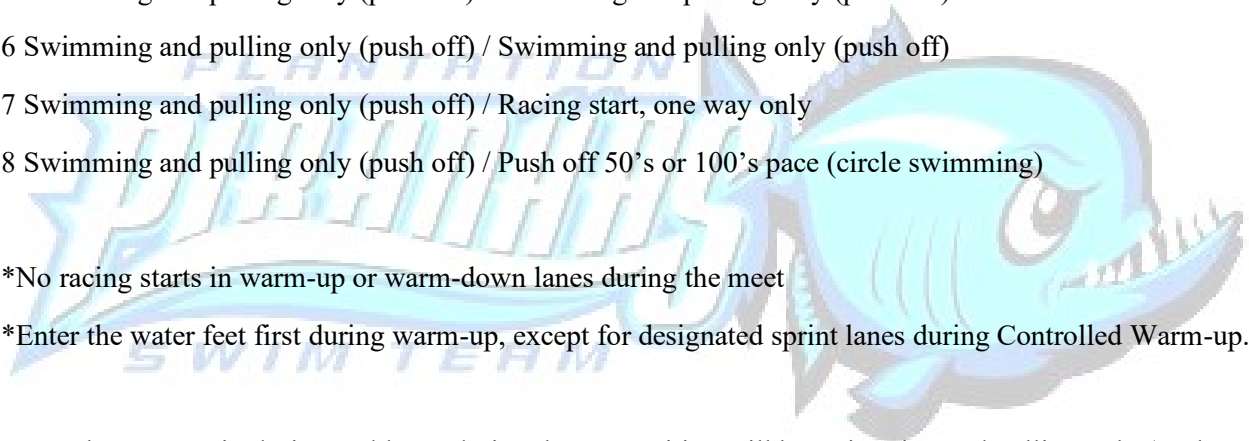 6 Swimming and pulling only (push off) / Swimming and pulling only (push off)
PLANTATION
7 Swimming and pulling only (push off) / Racing start, one way only
PIRANHAS
8 Swimming and pulling only (push off) / Push off 50’s or 100’s pace (circle swimming)
*No racing starts in warm-up or warm-down lanes during the meet
*Enter the water feet first during warm-up, except for designated sprint lanes during Controlled Warm-up.
SWIM TEAM